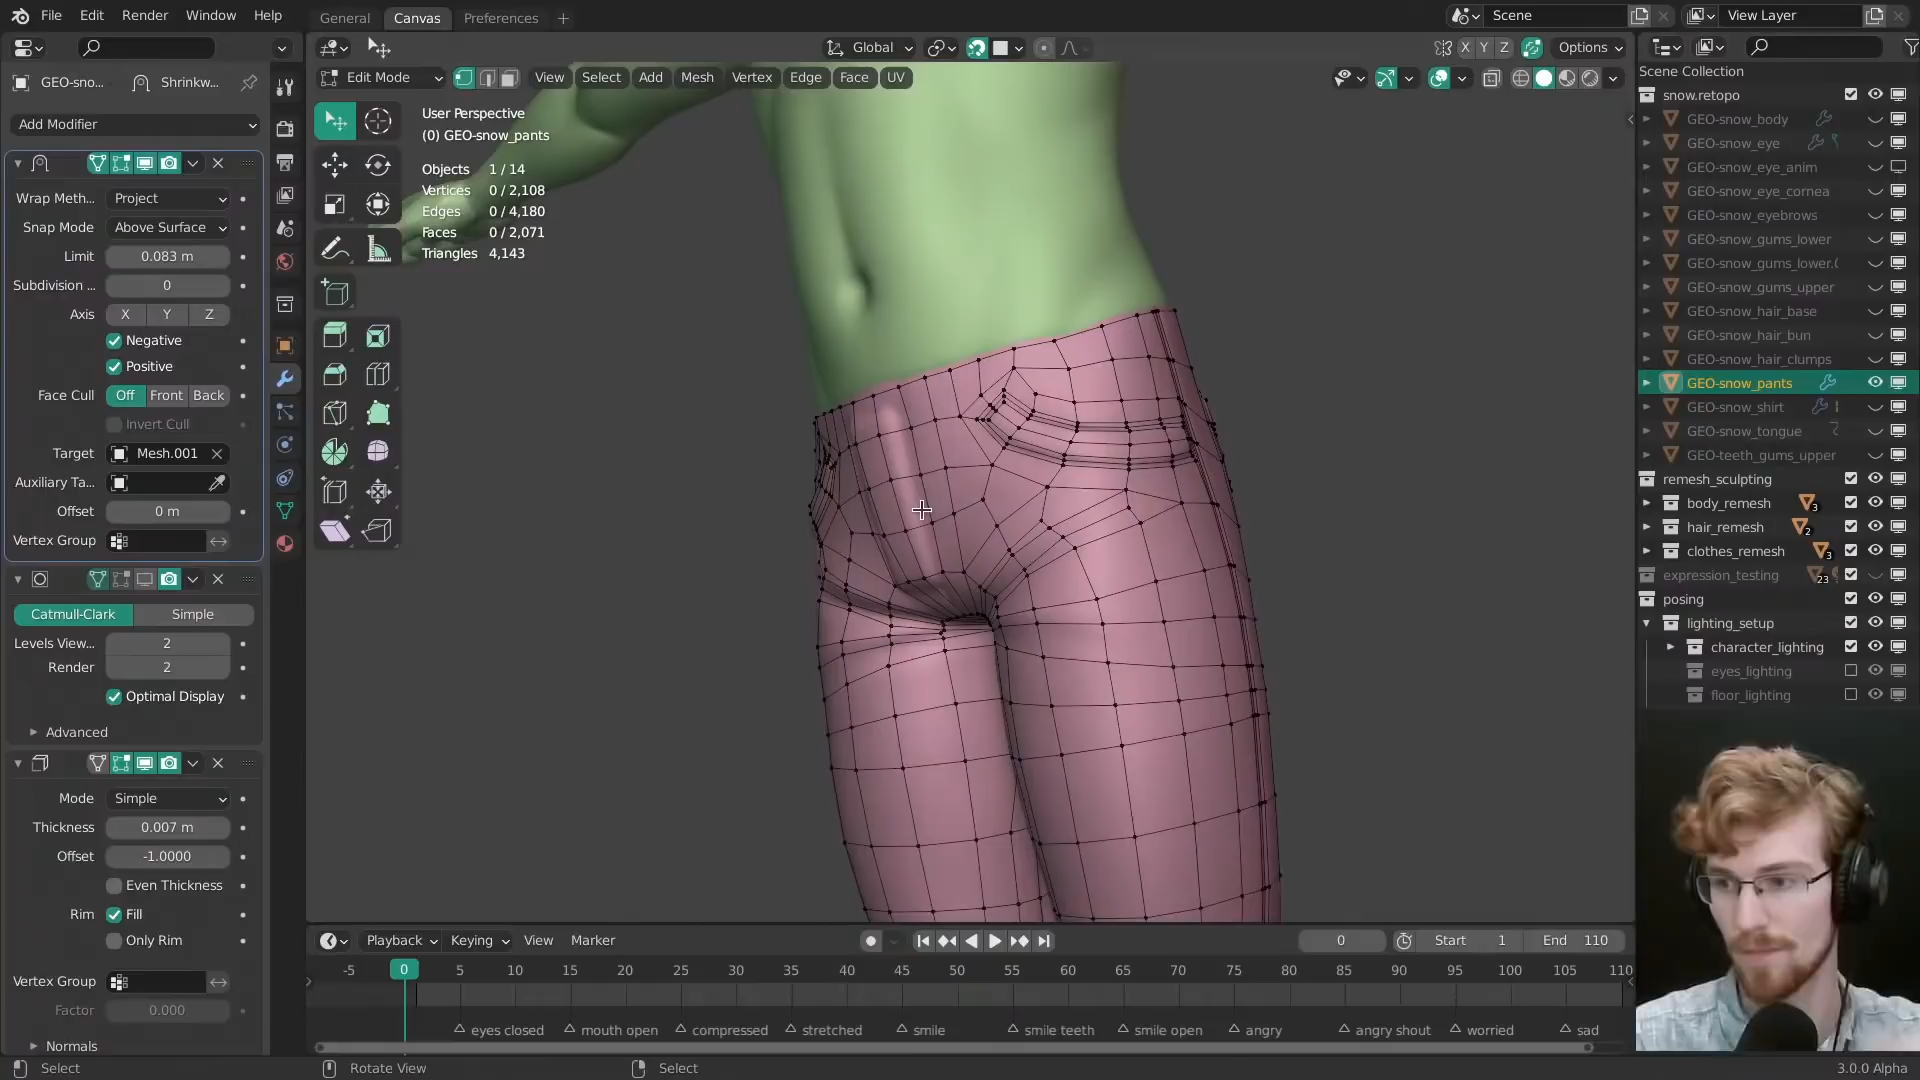 File Edit Render Window Help
General Canvas Preferences +
Scene
View Layer
Global
X Y Z
Options
GEO-sno...
Shrinkw...
Edit Mode
View Select Add Mesh Vertex Edge Face UV
Add Modifier
User Perspective
(0) GEO-snow_pants
Objects 1 / 14
Vertices 0 / 2,108
Edges 0 / 4,180
Faces 0 / 2,071
Triangles 4,143
Wrap Meth... Project
Snap Mode Above Surface
Limit 0.083 m
Subdivision ... 0
Axis X Y Z
Negative
Positive
Face Cull Off Front Back
Invert Cull
Target Mesh.001
Auxiliary Ta...
Offset 0 m
Vertex Group
Catmull-Clark Simple
Levels View... 2
Render 2
Optimal Display
Advanced
Mode Simple
Thickness 0.007 m
Offset -1.0000
Even Thickness
Rim Fill
Only Rim
Vertex Group
Factor 0.000
Normals
Scene Collection
snow.retopo
GEO-snow_body
GEO-snow_eye
GEO-snow_eye_anim
GEO-snow_eye_cornea
GEO-snow_eyebrows
GEO-snow_gums_lower
GEO-snow_gums_lower.(
GEO-snow_gums_upper
GEO-snow_hair_base
GEO-snow_hair_bun
GEO-snow_hair_clumps
GEO-snow_pants
GEO-snow_shirt
GEO-snow_tongue
GEO-teeth_gums_upper
remesh_sculpting
body_remesh 3
hair_remesh 2
clothes_remesh 3
expression_testing 23
posing
lighting_setup
character_lighting
eyes_lighting
floor_lighting
Playback Keying View Marker
0
Start 1
End 110
-5 0 5 10 15 20 25 30 35 40 45 50 55 60 65 70 75 80 85 90 95 100 105 110
eyes closed mouth open compressed stretched smile smile teeth smile open angry angry shout worried sad
Select
Rotate View
Select
3.0.0 Alpha